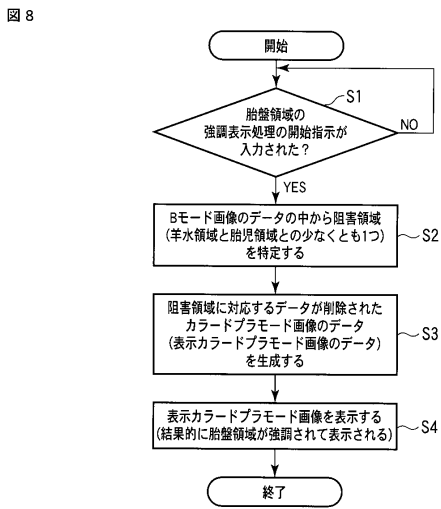 図8
開始
S1
胎盤領域の
強調表示処理の開始指示が
入力された?
NO
YES
Bモード画像のデータの中から阻害領域
(羊水領域と胎児領域との少なくとも1つ)
を特定する
S2
阻害領域に対応するデータが削除された
カラードプラモード画像のデータ
(表示カラードプラモード画像のデータ)
を生成する
S3
表示カラードプラモード画像を表示する
(結果的に胎盤領域が強調されて表示される)
S4
終了